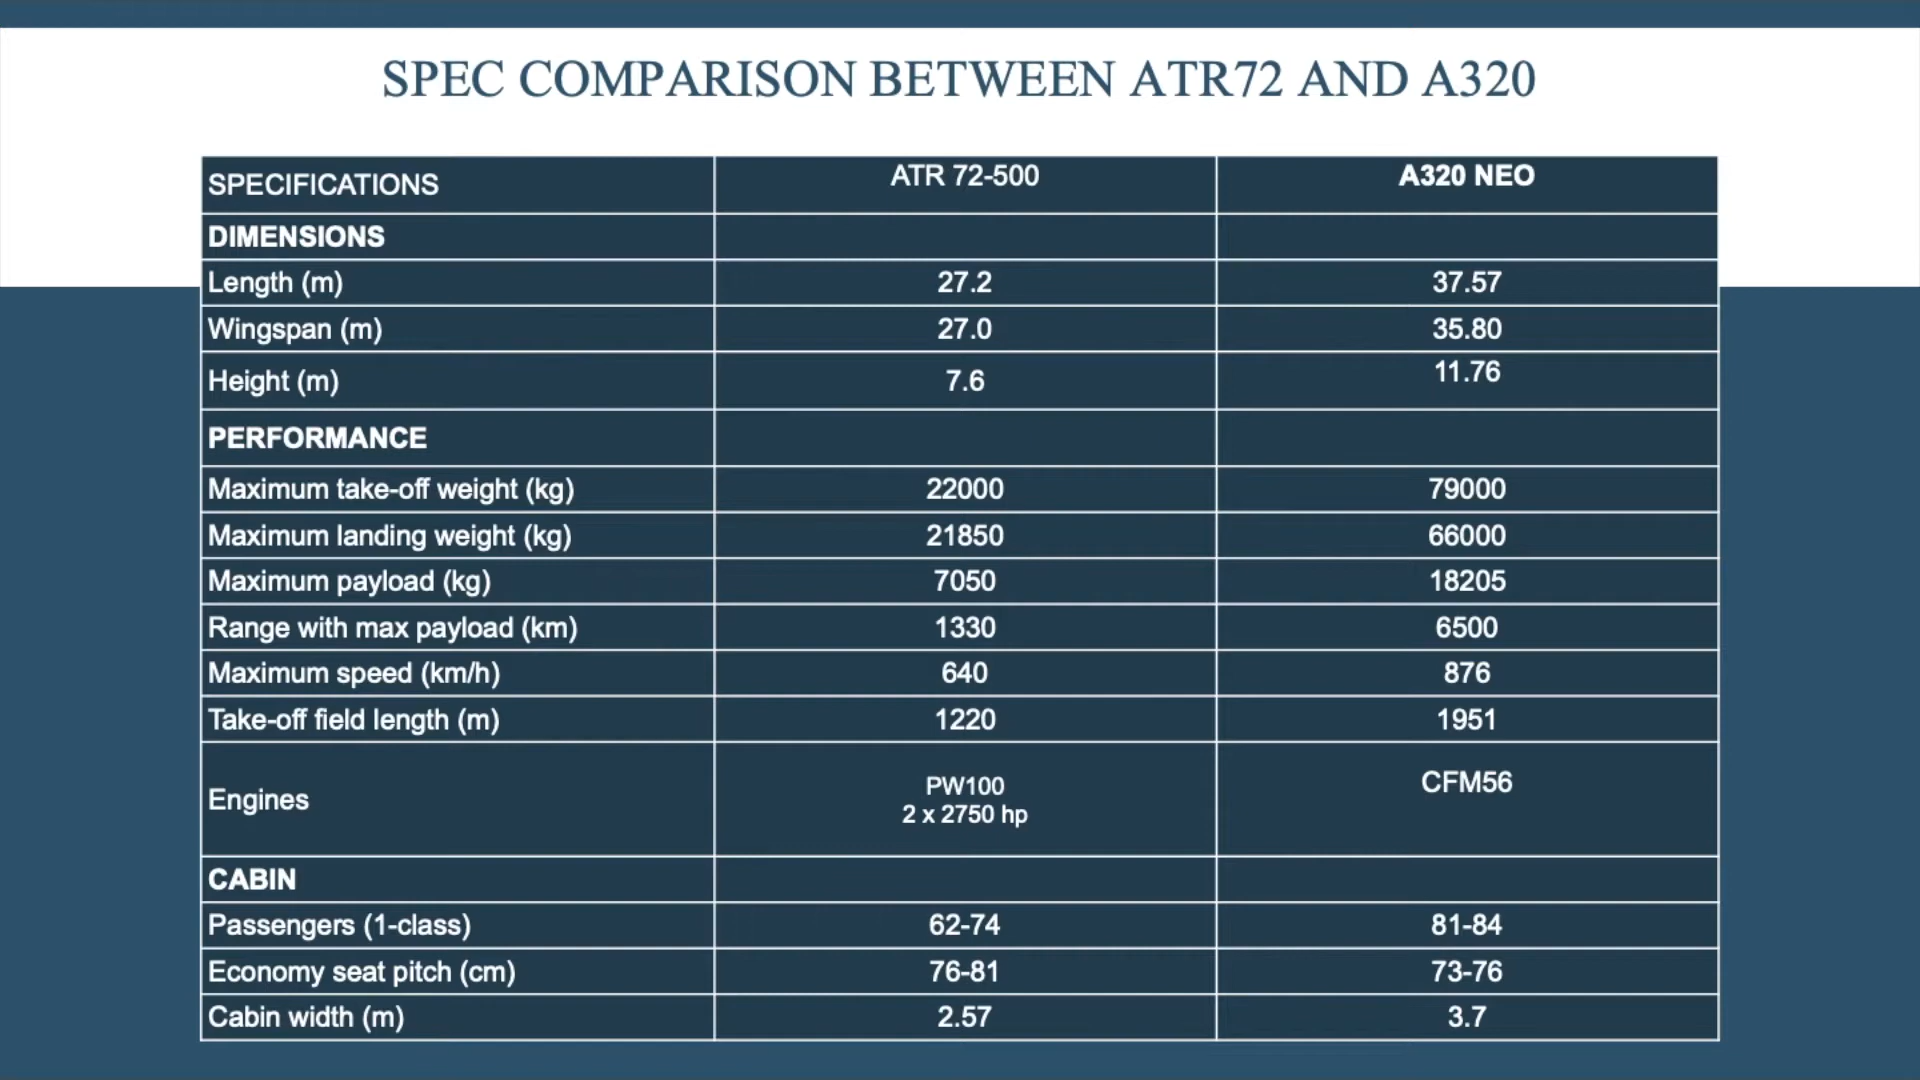 SPEC COMPARISON BETWEEN ATR72 AND A320
SPECIFICATIONS ATR 72-500 A320 NEO
DIMENSIONS
Length (m) 27.2 37.57
Wingspan (m) 27.0 35.80
Height (m) 7.6 11.76
PERFORMANCE
Maximum take-off weight (kg) 22000 79000
Maximum landing weight (kg) 21850 66000
Maximum payload (kg) 7050 18205
Range with max payload (km) 1330 6500
Maximum speed (km/h) 640 876
Take-off field length (m) 1220 1951
Engines PW100 CFM56
2 x 2750 hp
CABIN
Passengers (1-class) 62-74 81-84
Economy seat pitch (cm) 76-81 73-76
Cabin width (m) 2.57 3.7